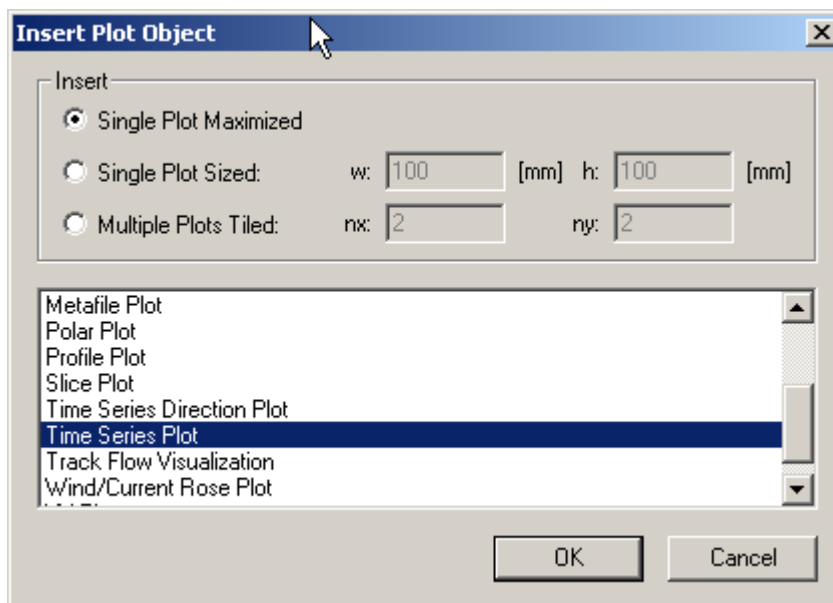 Insert Plot Object
Insert
Single Plot Maximized
Single Plot Sized: w: 100 [mm] h: 100 [mm]
Multiple Plots Tiled: nx: 2 ny: 2
Metafile Plot
Polar Plot
Profile Plot
Slice Plot
Time Series Direction Plot
Time Series Plot
Track Flow Visualization
Wind/Current Rose Plot
OK Cancel